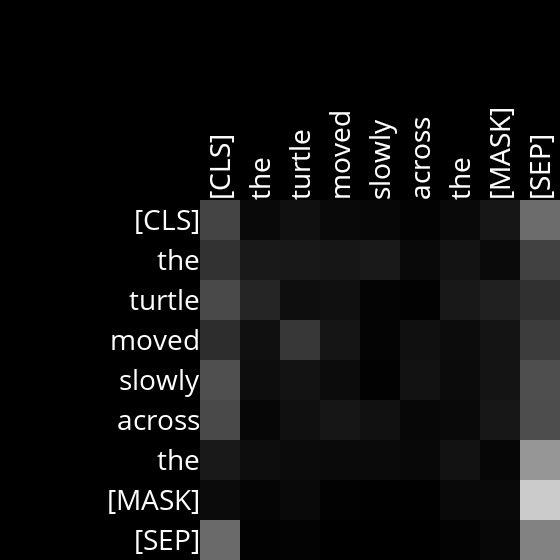 [CLS] the turtle moved slowly across the [MASK] [SEP]
[CLS]
the
turtle
moved
slowly
across
the
[MASK]
[SEP]